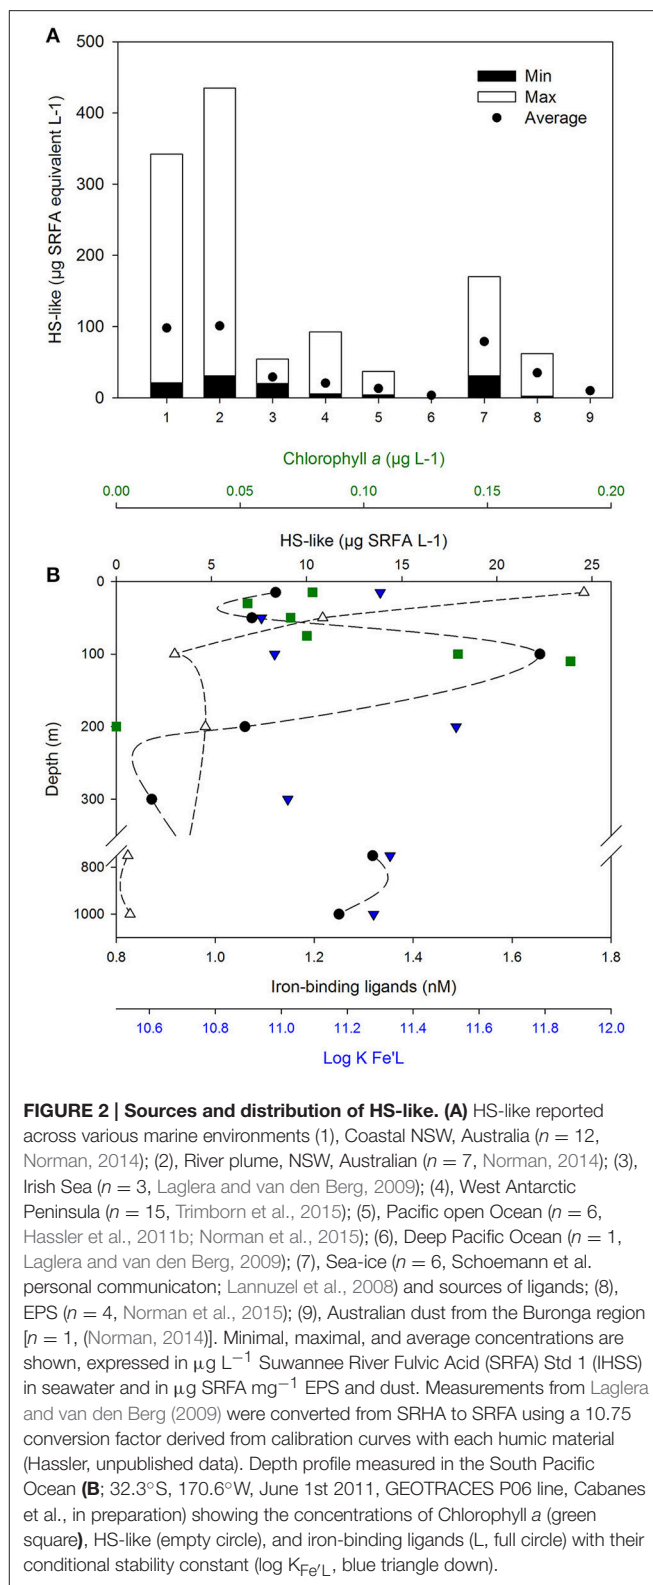 A
500
400
300
200
100
0
HS-like (µg SRFA equivalent L-1)
Min
Max
Average
1 2 3 4 5 6 7 8 9
Chlorophyll a (µg L-1)
0.00 0.05 0.10 0.15 0.20
HS-like (µg SRFA L-1)
B
0 5 10 15 20 25
0
100
200
300
800
1000
Depth (m)
0.8 1.0 1.2 1.4 1.6 1.8
Iron-binding ligands (nM)
10.6 10.8 11.0 11.2 11.4 11.6 11.8 12.0
Log K Fe'L
FIGURE 2 | Sources and distribution of HS-like. (A) HS-like reported
across various marine environments (1), Coastal NSW, Australia (n = 12,
Norman, 2014); (2), River plume, NSW, Australian (n = 7, Norman, 2014); (3),
Irish Sea (n = 3, Laglera and van den Berg, 2009); (4), West Antarctic
Peninsula (n = 15, Trimborn et al., 2015); (5), Pacific open Ocean (n = 6,
Hassler et al., 2011b; Norman et al., 2015); (6), Deep Pacific Ocean (n = 1,
Laglera and van den Berg, 2009); (7), Sea-ice (n = 6, Schoemann et al.
personal communicaton; Lannuzel et al., 2008) and sources of ligands; (8),
EPS (n = 4, Norman et al., 2015); (9), Australian dust from the Buronga region
[n = 1, (Norman, 2014)]. Minimal, maximal, and average concentrations are
shown, expressed in µg L−1 Suwannee River Fulvic Acid (SRFA) Std 1 (IHSS)
in seawater and in µg SRFA mg−1 EPS and dust. Measurements from Laglera
and van den Berg (2009) were converted from SRHA to SRFA using a 10.75
conversion factor derived from calibration curves with each humic material
(Hassler, unpublished data). Depth profile measured in the South Pacific
Ocean (B; 32.3°S, 170.6°W, June 1st 2011, GEOTRACES P06 line, Cabanes
et al., in preparation) showing the concentrations of Chlorophyll a (green
square), HS-like (empty circle), and iron-binding ligands (L, full circle) with their
conditional stability constant (log KFe′L, blue triangle down).